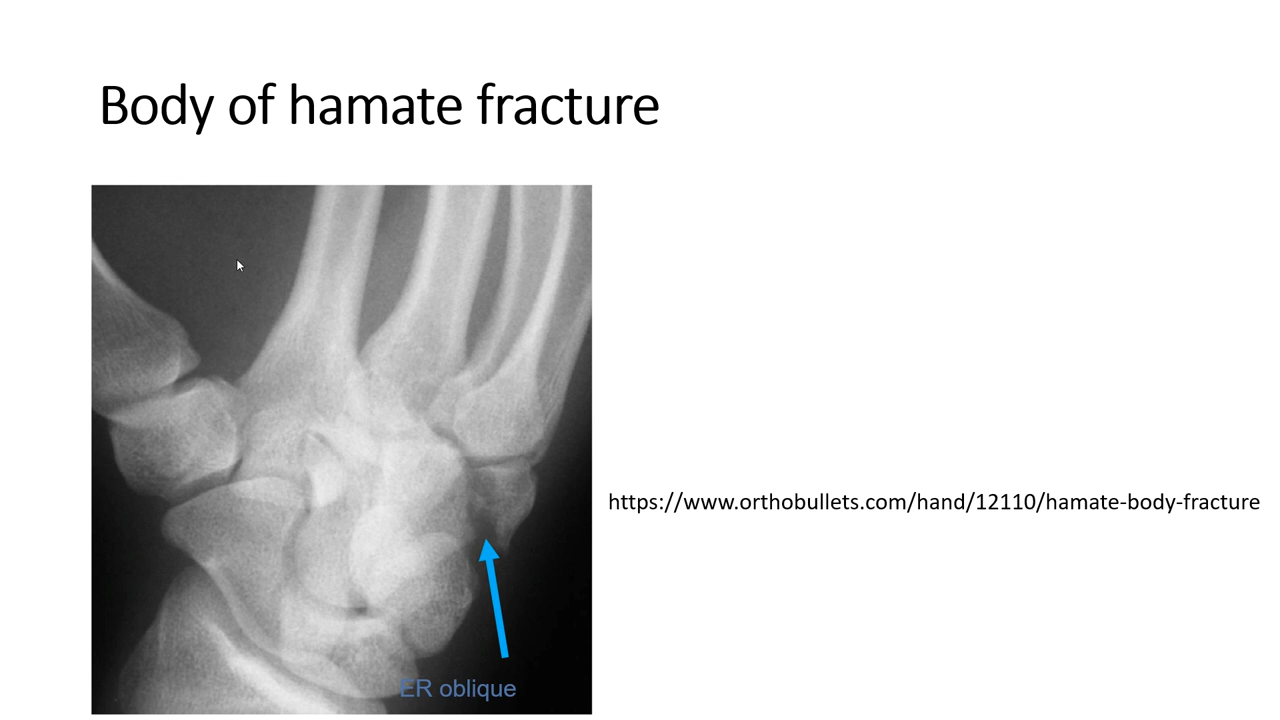 Body of hamate fracture
https://www.orthobullets.com/hand/12110/hamate-body-fracture
ER oblique